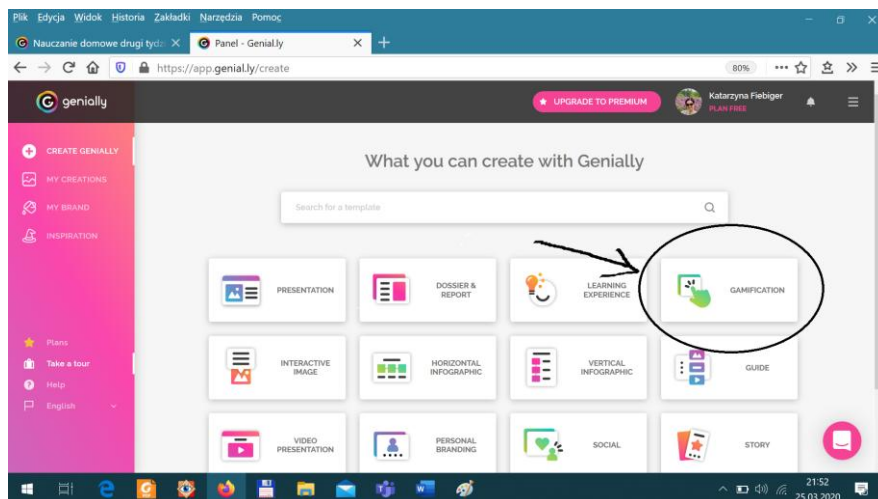 Plik Edycja Widok Historia Zakładki Narzędzia Pomoc
Nauczanie domowe drugi tydz
Panel - Genial.ly
https://app.genial.ly/create
80%
genially
UPGRADE TO PREMIUM
Katarzyna Fiebiger
PLAN FREE
CREATE GENIALLY
MY CREATIONS
MY BRAND
INSPIRATION
Plans
Take a tour
Help
English
What you can create with Genially
Search for a template
PRESENTATION
DOSSIER &
REPORT
LEARNING
EXPERIENCE
GAMIFICATION
INTERACTIVE
IMAGE
HORIZONTAL
INFOGRAPHIC
VERTICAL
INFOGRAPHIC
GUIDE
VIDEO
PRESENTATION
PERSONAL
BRANDING
SOCIAL
STORY
21:52
25.03.2020